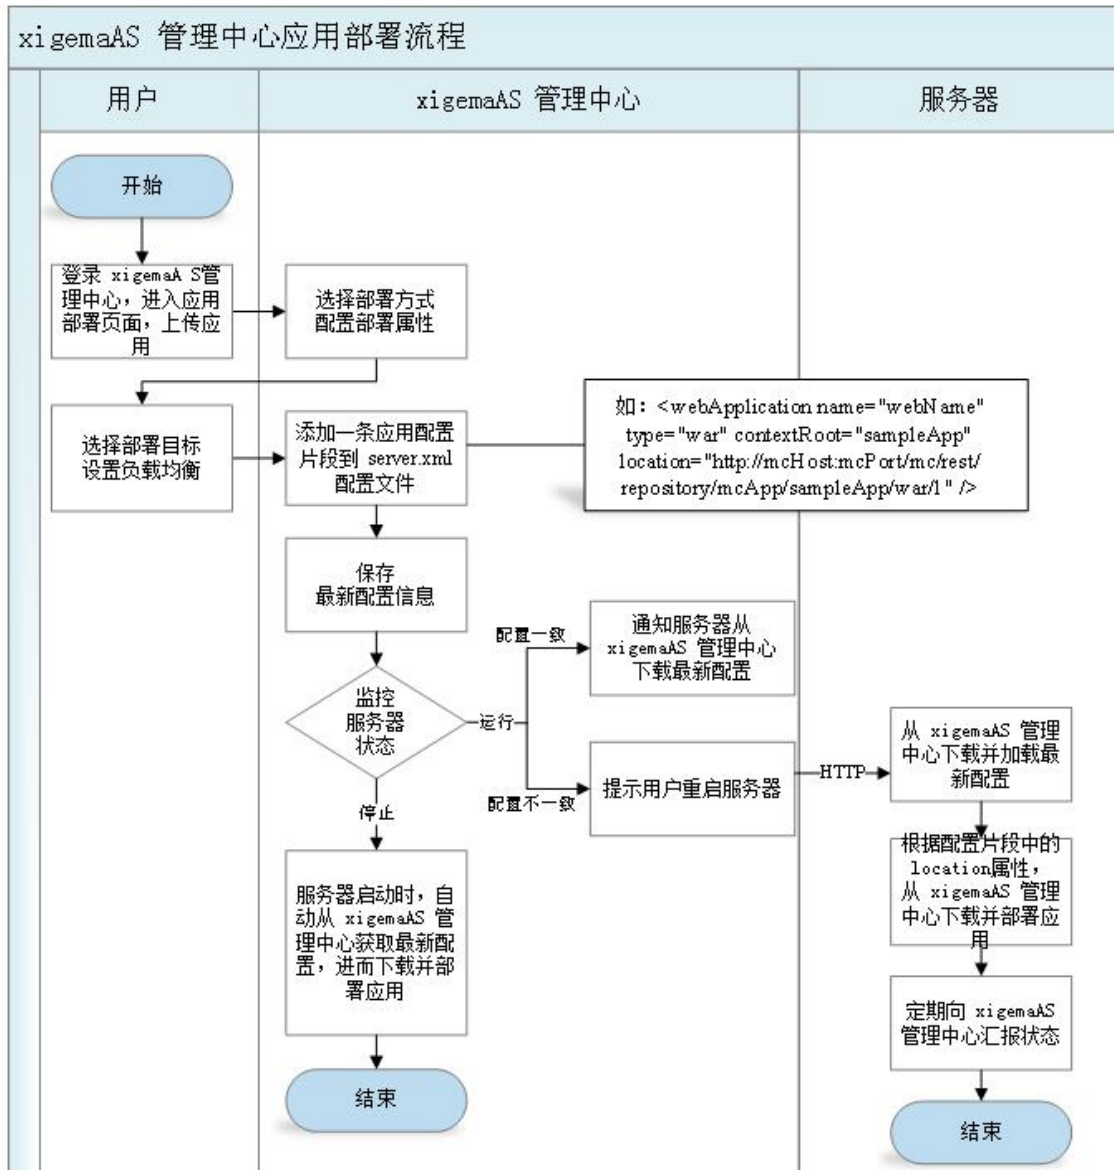 xigemaAS 管理中心应用部署流程
用户
xigemaAS 管理中心
服务器
开始
登录 xigemaA S管
理中心，进入应用
部署页面，上传应
用
选择部署方式
配置部署属性
选择部署目标
设置负载均衡
添加一条应用配置
片段到 server.xml
配置文件
如：<webApplication name="webName"
type="war" contextRoot="sampleApp"
location="http://mcHost:mcPort/mc/rest/
repository/mcApp/sampleApp/war/1" />
保存
最新配置信息
监控
服务器
状态
运行
配置一致
通知服务器从
xigemaAS 管理中心
下载最新配置
配置不一致
提示用户重启服务器
HTTP
从 xigemaAS 管理
中心下载并加载最
新配置
根据配置片段中的
location属性，
从 xigemaAS 管理
中心下载并部署应
用
定期向 xigemaAS
管理中心汇报状态
结束
停止
服务器启动时，自
动从 xigemaAS 管
理中心获取最新配
置，进而下载并部
署应用
结束